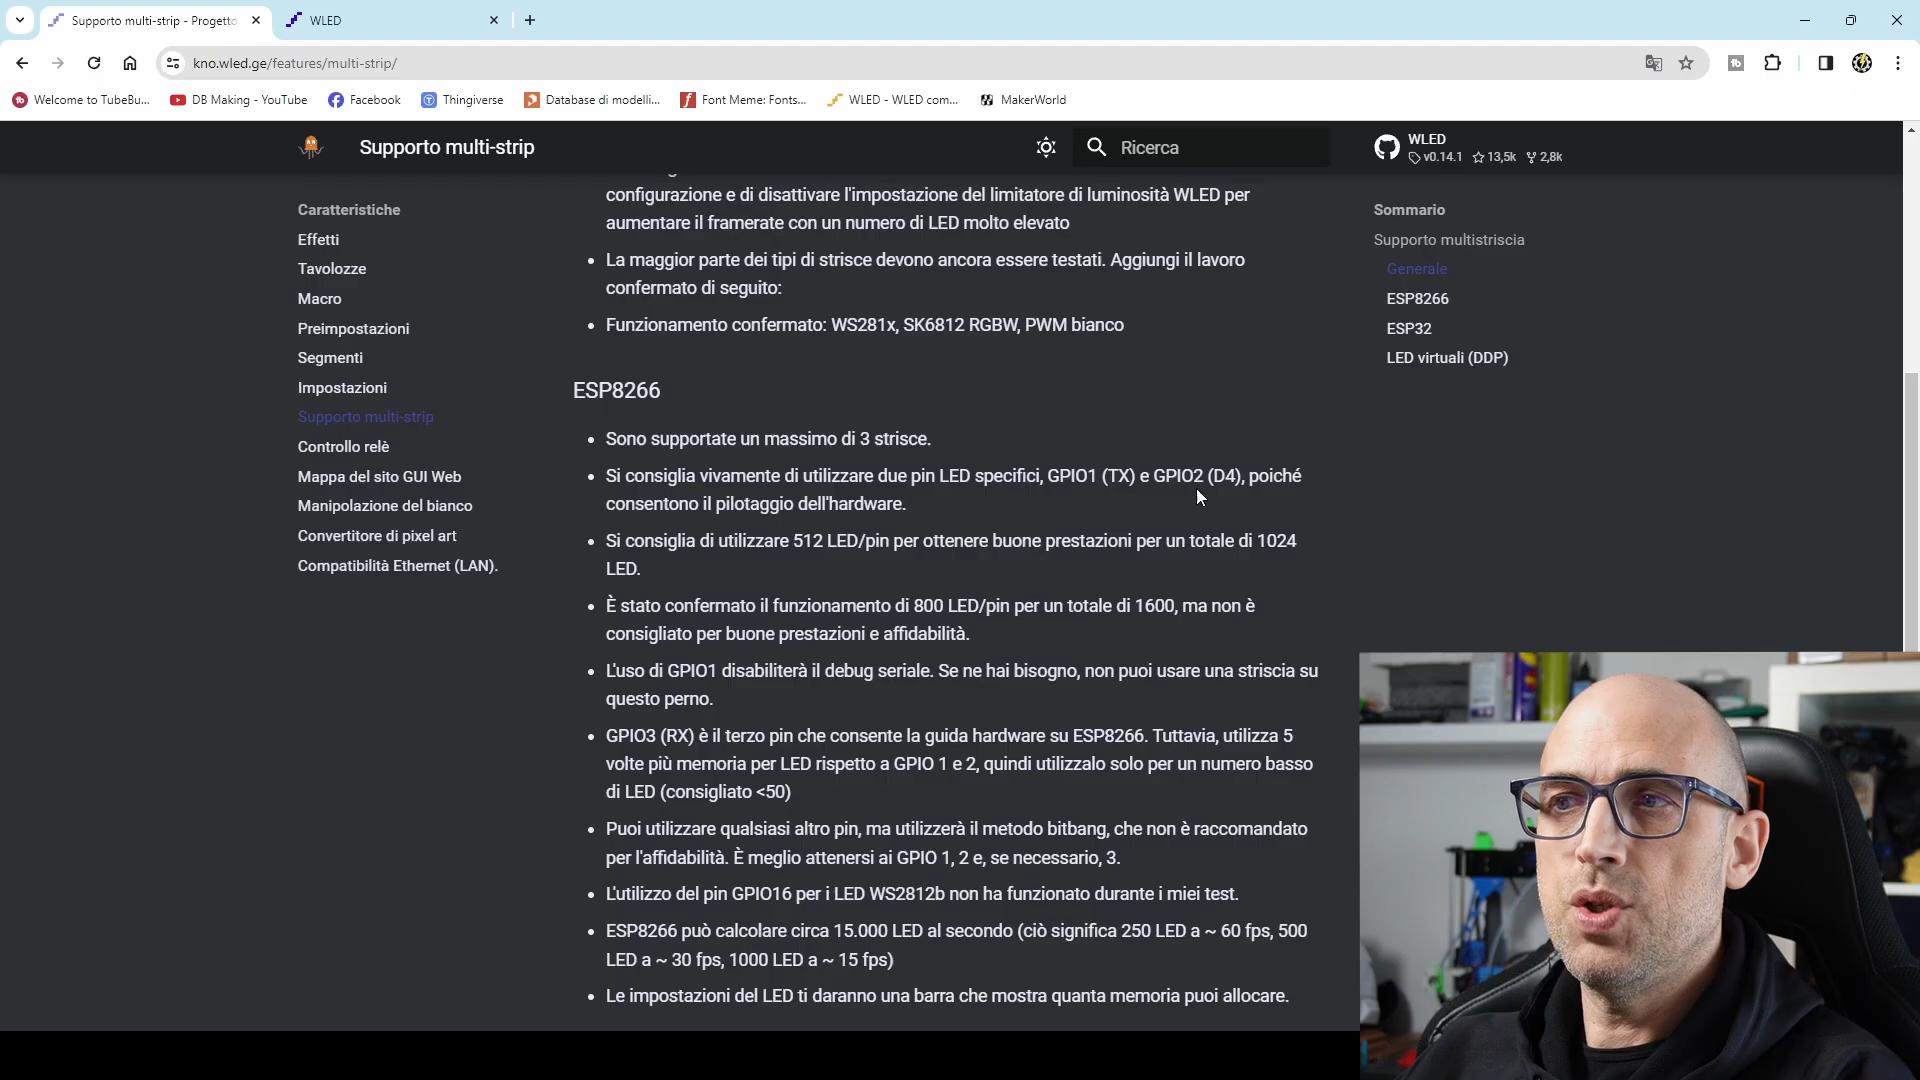 Supporto multi-strip - Progetto
WLED
kno.wled.ge/features/multi-strip/
Welcome to TubeBu...
DB Making - YouTube
Facebook
Thingiverse
Database di modelli...
Font Meme: Fonts...
WLED - WLED com...
MakerWorld
Supporto multi-strip
Ricerca
WLED
v0.14.1 13,5k 2,8k
Caratteristiche
Effetti
Tavolozze
Macro
Preimpostazioni
Segmenti
Impostazioni
Supporto multi-strip
Controllo relè
Mappa del sito GUI Web
Manipolazione del bianco
Convertitore di pixel art
Compatibilità Ethernet (LAN).
configurazione e di disattivare l'impostazione del limitatore di luminosità WLED per
aumentare il framerate con un numero di LED molto elevato
• La maggior parte dei tipi di strisce devono ancora essere testati. Aggiungi il lavoro
confermato di seguito:
• Funzionamento confermato: WS281x, SK6812 RGBW, PWM bianco
ESP8266
• Sono supportate un massimo di 3 strisce.
• Si consiglia vivamente di utilizzare due pin LED specifici, GPIO1 (TX) e GPIO2 (D4), poiché
consentono il pilotaggio dell'hardware.
• Si consiglia di utilizzare 512 LED/pin per ottenere buone prestazioni per un totale di 1024
LED.
• È stato confermato il funzionamento di 800 LED/pin per un totale di 1600, ma non è
consigliato per buone prestazioni e affidabilità.
• L'uso di GPIO1 disabiliterà il debug seriale. Se ne hai bisogno, non puoi usare una striscia su
questo perno.
• GPIO3 (RX) è il terzo pin che consente la guida hardware su ESP8266. Tuttavia, utilizza 5
volte più memoria per LED rispetto a GPIO 1 e 2, quindi utilizzalo solo per un numero basso
di LED (consigliato <50)
• Puoi utilizzare qualsiasi altro pin, ma utilizzerà il metodo bitbang, che non è raccomandato
per l'affidabilità. È meglio attenersi ai GPIO 1, 2 e, se necessario, 3.
• L'utilizzo del pin GPIO16 per i LED WS2812b non ha funzionato durante i miei test.
• ESP8266 può calcolare circa 15.000 LED al secondo (ciò significa 250 LED a ~ 60 fps, 500
LED a ~ 30 fps, 1000 LED a ~ 15 fps)
• Le impostazioni del LED ti daranno una barra che mostra quanta memoria puoi allocare.
Sommario
Supporto multistriscia
Generale
ESP8266
ESP32
LED virtuali (DDP)